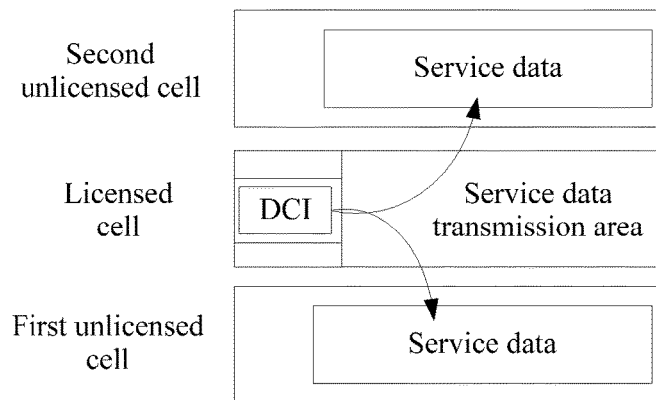 Second
unlicensed cell
Service data
Licensed
cell
DCI
Service data
transmission area
First unlicensed
cell
Service data